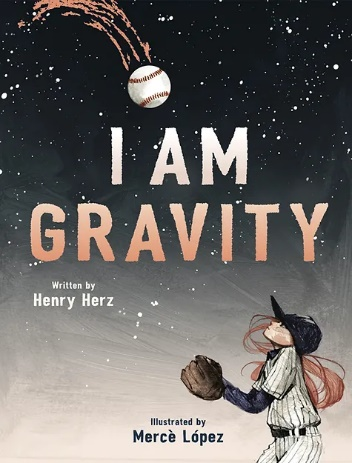 I AM
GRAVITY
Written by
Henry Herz
Illustrated by
Mercè López